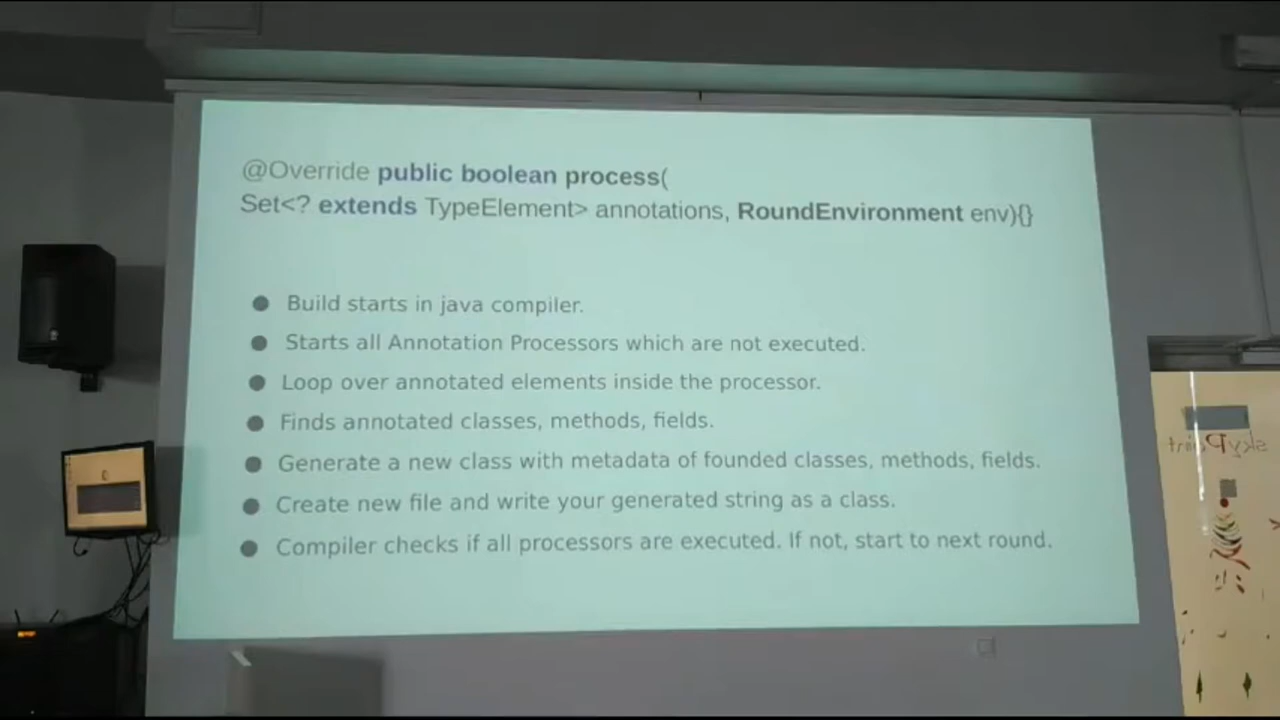 @Override public boolean process(
Set<? extends TypeElement> annotations, RoundEnvironment env){}
● Build starts in java compiler.
● Starts all Annotation Processors which are not executed.
● Loop over annotated elements inside the processor.
● Finds annotated classes, methods, fields.
● Generate a new class with metadata of founded classes, methods, fields.
● Create new file and write your generated string as a class.
● Compiler checks if all processors are executed. If not, start to next round.